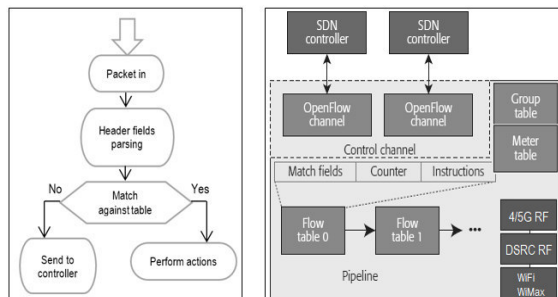 Packet in
Header fields
parsing
No
Yes
Match
against table
Send to
controller
Perform actions
SDN
controller
SDN
controller
OpenFlow
channel
OpenFlow
channel
Control channel
Group
table
Meter
table
Match fields
Counter
Instructions
Flow
table 0
Flow
table 1
•••
Pipeline
4/5G RF
DSRC RF
WiFi
WiMax